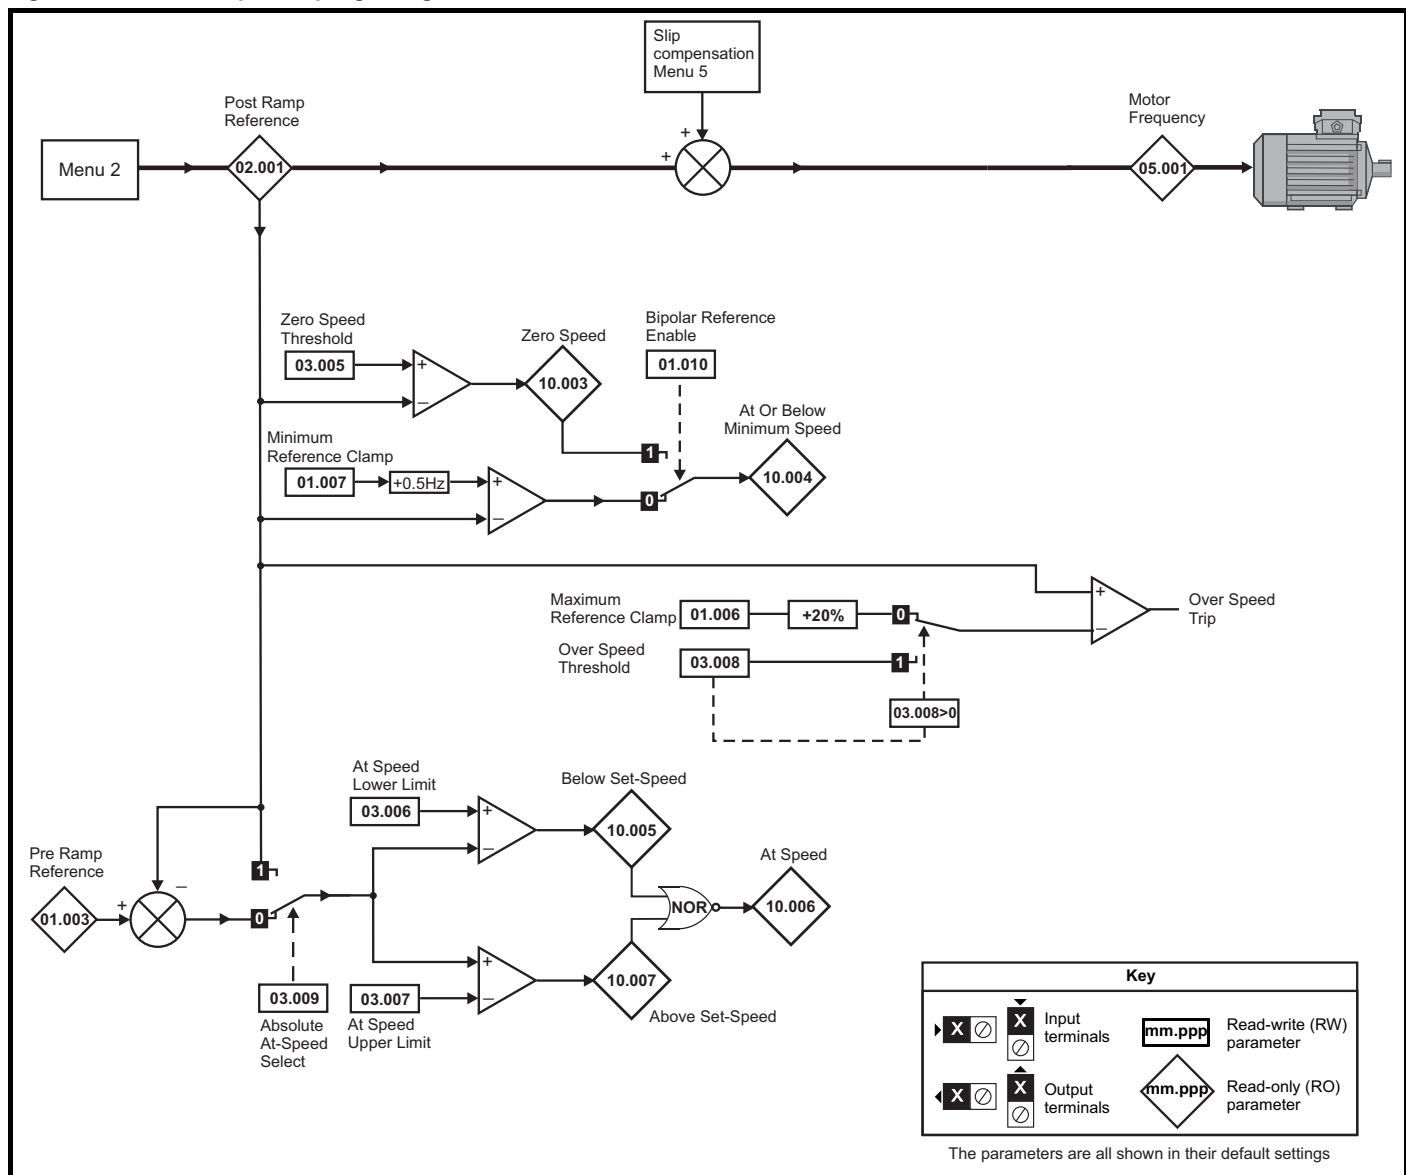 Slip
compensation
Menu 5
Post Ramp
Reference
Motor
Frequency
Menu 2
02.001
+
+
05.001
Zero Speed
Threshold
03.005
+
–
Zero Speed
10.003
Bipolar Reference
Enable
01.010
At Or Below
Minimum Speed
10.004
1
0
Minimum
Reference Clamp
01.007
+0.5Hz
+
–
Maximum
Reference Clamp
01.006
+20%
0
+
–
Over Speed
Trip
Over Speed
Threshold
03.008
1
03.008>0
At Speed
Lower Limit
03.006
+
–
Below Set-Speed
10.005
Pre Ramp
Reference
01.003
+
–
1
0
NOR
At Speed
10.006
03.009
Absolute
At-Speed
Select
03.007
At Speed
Upper Limit
+
–
10.007
Above Set-Speed
Key
X
X
Input
terminals
mm.ppp
Read-write (RW)
parameter
X
X
Output
terminals
mm.ppp
Read-only (RO)
parameter
The parameters are all shown in their default settings